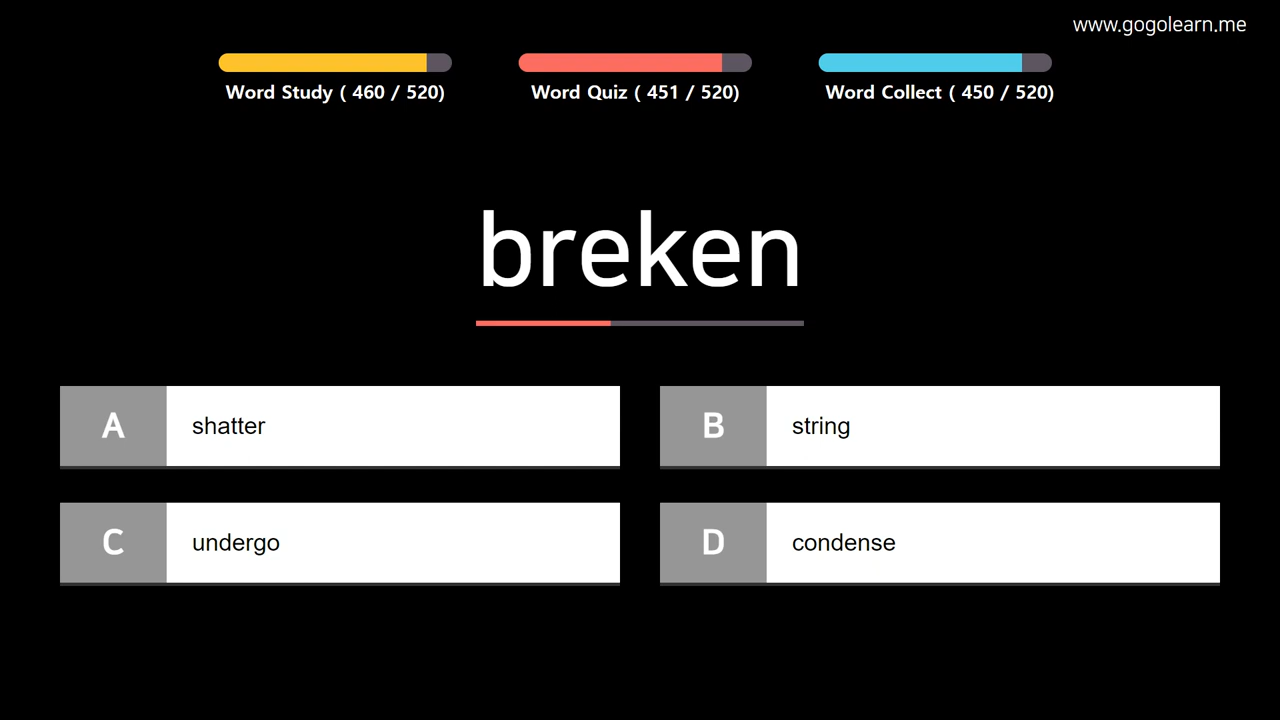 www.gogolearn.me
Word Study ( 460 / 520)
Word Quiz ( 451 / 520)
Word Collect ( 450 / 520)
breken
A shatter
B string
C undergo
D condense